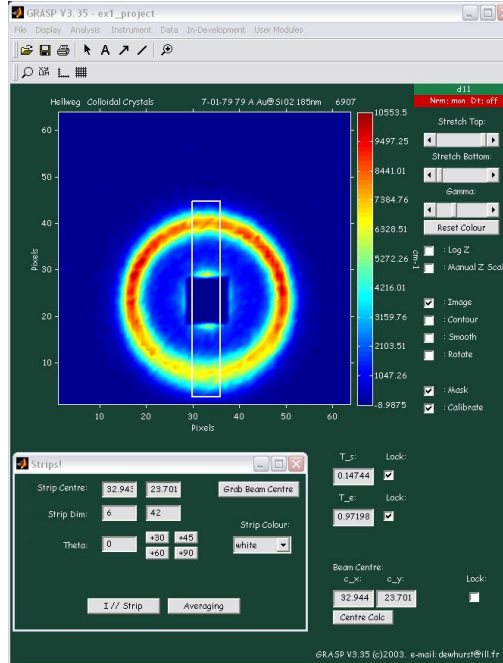 GRASP V3.35 - ex1_project
File Display Analysis Instrument Data In-Development User Modules
d11
Nrm: mon Dt: off
Hellweg Colloidal Crystals 7-01-79 79 A Au@Si02 185nm 6907
Stretch Top:
Stretch Bottom:
Gamma:
Reset Colour
: Log Z
: Manual Z Scal
: Image
: Contour
: Smooth
: Rotate
: Mask
: Calibrate
10553.5
9497.25
8441.01
7384.76
6328.51
5272.26
4216.01
3159.76
2103.51
1047.26
-8.9875
cm-1
60
50
40
30
20
10
Pixels
10 20 30 40 50 60
Pixels
Strips!
Strip Centre: 32.94 23.701 Grab Beam Centre
Strip Dim: 6 42
Strip Colour:
Theta: 0 +30 +45 white
+60 +90
I // Strip Averaging
T_s: Lock:
0.14744
T_e: Lock:
0.97198
Beam Centre:
c_x: c_y: Lock:
32.944 23.701
Centre Calc
GRASP V3.35 (c)2003. e-mail: dewhurst@ill.fr